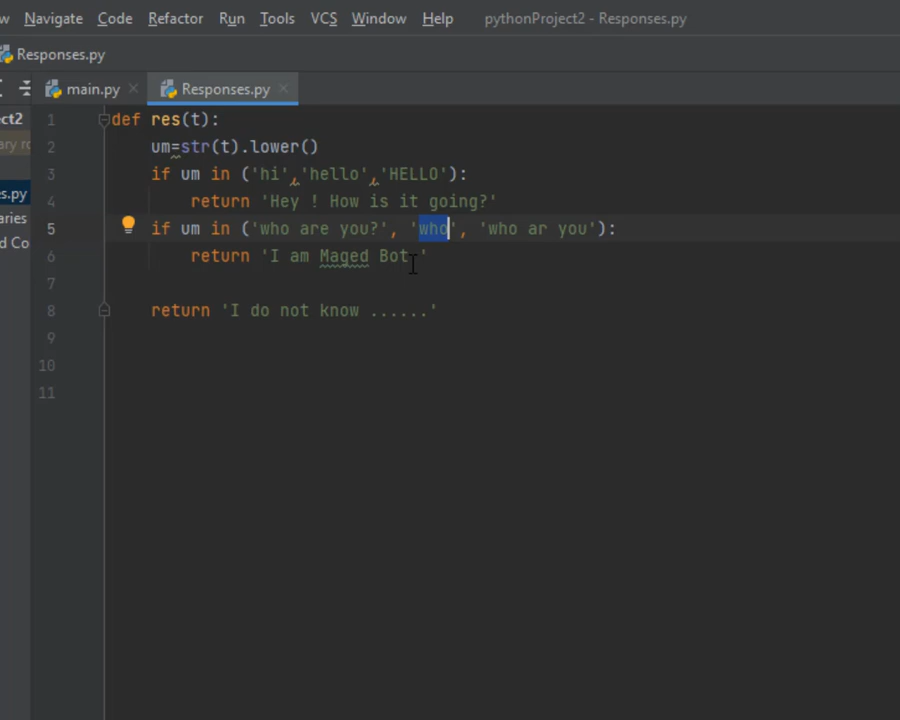 w Navigate Code Refactor Run Tools VCS Window Help pythonProject2 - Responses.py
Responses.py
main.py Responses.py
ct2
ary ro
es.py
aries
d Co
1 def res(t):
2 um=str(t).lower()
3 if um in ('hi','hello','HELLO'):
4 return 'Hey ! How is it going?'
5 if um in ('who are you?', 'who', 'who ar you'):
6 return 'I am Maged Bot '
7
8 return 'I do not know ......'
9
10
11